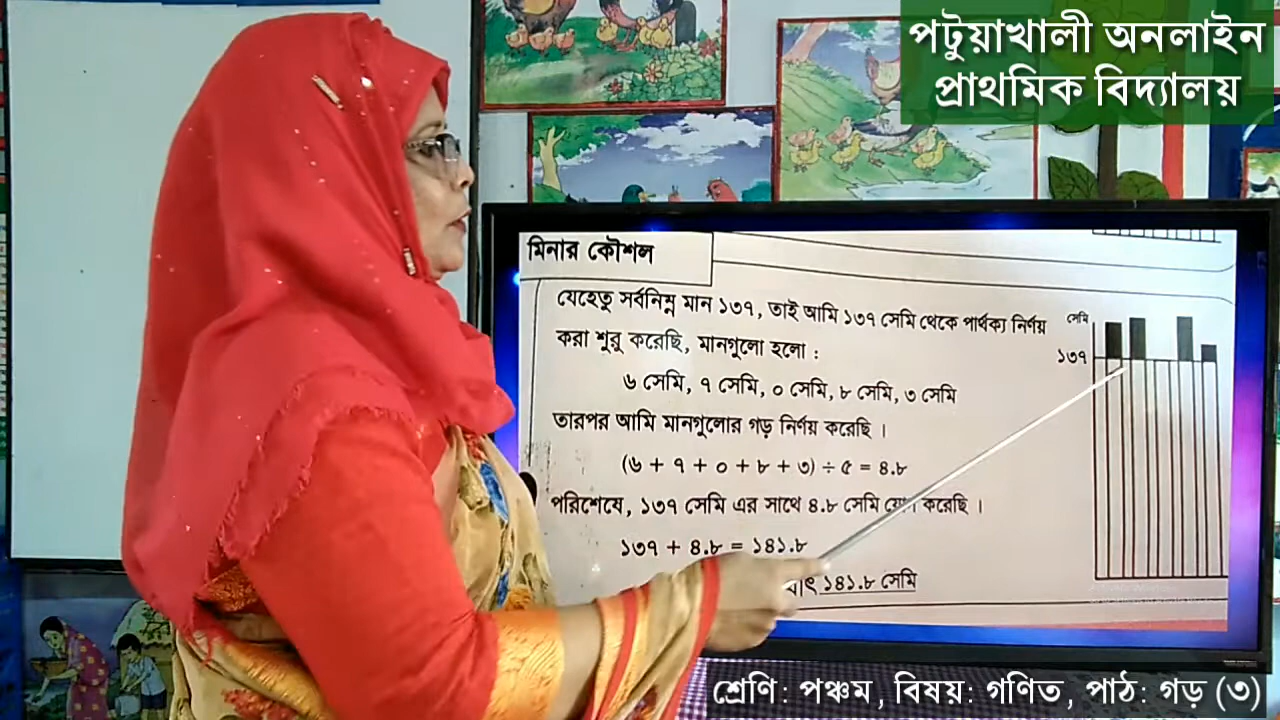 পটুয়াখালী অনলাইন
প্রাথমিক বিদ্যালয়
মিনার কৌশল
যেহেতু সর্বনিম্ন মান ১৩৭, তাই আমি ১৩৭ সেমি থেকে পার্থক্য নির্ণয়
করা শুরু করেছি, মানগুলো হলো :
৬ সেমি, ৭ সেমি, ০ সেমি, ৮ সেমি, ৩ সেমি
তারপর আমি মানগুলোর গড় নির্ণয় করেছি ।
(৬ + ৭ + ০ + ৮ + ৩) ÷ ৫ = ৪.৮
পরিশেষে, ১৩৭ সেমি এর সাথে ৪.৮ সেমি যোগ করেছি ।
১৩৭ + ৪.৮ = ১৪১.৮
১৪১.৮ সেমি
সেমি
১৩৭
শ্রেণি: পঞ্চম, বিষয়: গণিত, পাঠ: গড় (৩)